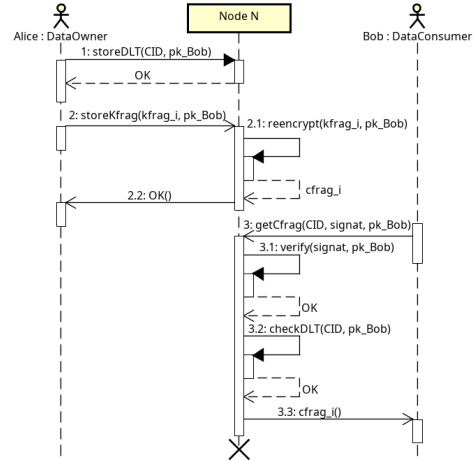 Node N
Alice : DataOwner
Bob : DataConsumer
1: storeDLT(CID, pk_Bob)
OK
2: storeKfrag(kfrag_i, pk_Bob)
2.1: reencrypt(kfrag_i, pk_Bob)
cfrag_i
2.2: OK()
3: getCfrag(CID, signat, pk_Bob)
3.1: verify(signat, pk_Bob)
OK
3.2: checkDLT(CID, pk_Bob)
OK
3.3: cfrag_i()